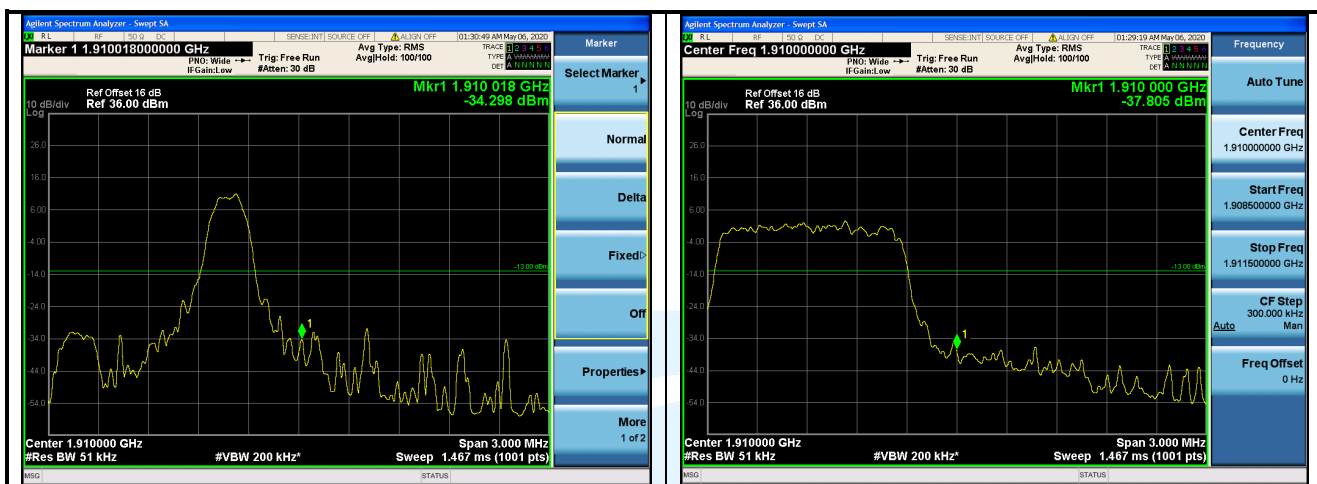 Agilent Spectrum Analyzer - Swept SA
RL RF 50 Ω DC SENSE:INT SOURCE OFF ALIGN OFF 01:30:49 AM May 06, 2020
Marker 1 1.910018000000 GHz
PNO: Wide
IFGain:Low
Trig: Free Run
#Atten: 30 dB
Avg Type: RMS
Avg|Hold: 100/100
TRACE 1 2 3 4 5 6
TYPE A WWWWW
DET A N N N N N
Ref Offset 16 dB
10 dB/div Ref 36.00 dBm
Log
Mkr1 1.910 018 GHz
-34.298 dBm
26.0
16.0
6.00
-4.00
-14.0
-24.0
-34.0
-44.0
-54.0
-13.00 dBm
1
Center 1.910000 GHz Span 3.000 MHz
#Res BW 51 kHz #VBW 200 kHz* Sweep 1.467 ms (1001 pts)
MSG STATUS
Marker
Select Marker
1
Normal
Delta
Fixed
Off
Properties
More
1 of 2
Agilent Spectrum Analyzer - Swept SA
RL RF 50 Ω DC SENSE:INT SOURCE OFF ALIGN OFF 01:29:19 AM May 06, 2020
Center Freq 1.910000000 GHz
PNO: Wide
IFGain:Low
Trig: Free Run
#Atten: 30 dB
Avg Type: RMS
Avg|Hold: 100/100
TRACE 1 2 3 4 5 6
TYPE A WWWWW
DET A N N N N N
Ref Offset 16 dB
10 dB/div Ref 36.00 dBm
Log
Mkr1 1.910 000 GHz
-37.805 dBm
26.0
16.0
6.00
-4.00
-14.0
-24.0
-34.0
-44.0
-54.0
-13.00 dBm
1
Center 1.910000 GHz Span 3.000 MHz
#Res BW 51 kHz #VBW 200 kHz* Sweep 1.467 ms (1001 pts)
MSG STATUS
Frequency
Auto Tune
Center Freq
1.910000000 GHz
Start Freq
1.908500000 GHz
Stop Freq
1.911500000 GHz
CF Step
300.000 kHz
Auto Man
Freq Offset
0 Hz